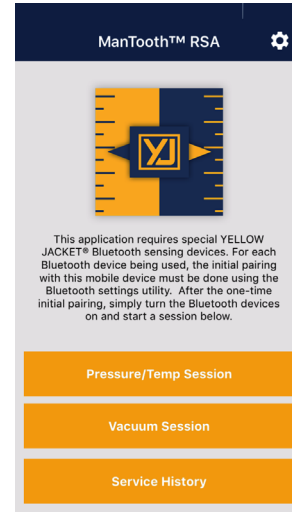 ManTooth™ RSA
YJ
This application requires special YELLOW
JACKET® Bluetooth sensing devices. For each
Bluetooth device being used, the initial pairing
with this mobile device must be done using the
Bluetooth settings utility. After the one-time
initial pairing, simply turn the Bluetooth devices
on and start a session below.
Pressure/Temp Session
Vacuum Session
Service History